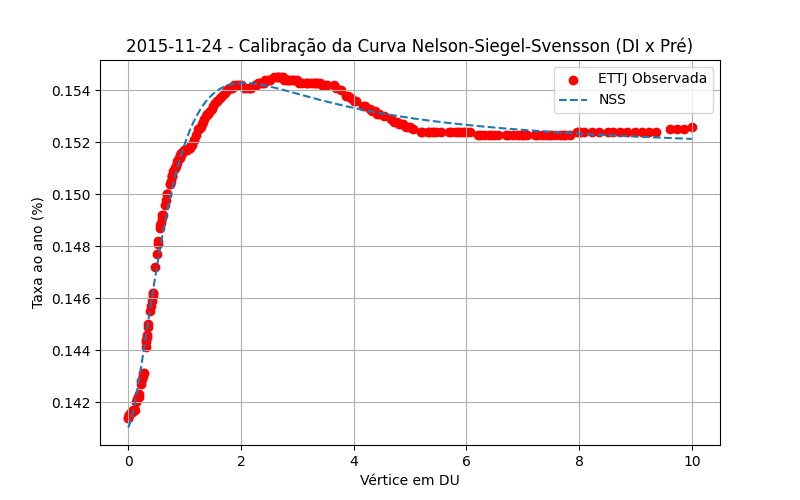 2015-11-24 - Calibração da Curva Nelson-Siegel-Svensson (DI x Pré)
ETTJ Observada
NSS
0.154
0.152
0.150
0.148
0.146
0.144
0.142
Taxa ao ano (%)
0 2 4 6 8 10
Vértice em DU